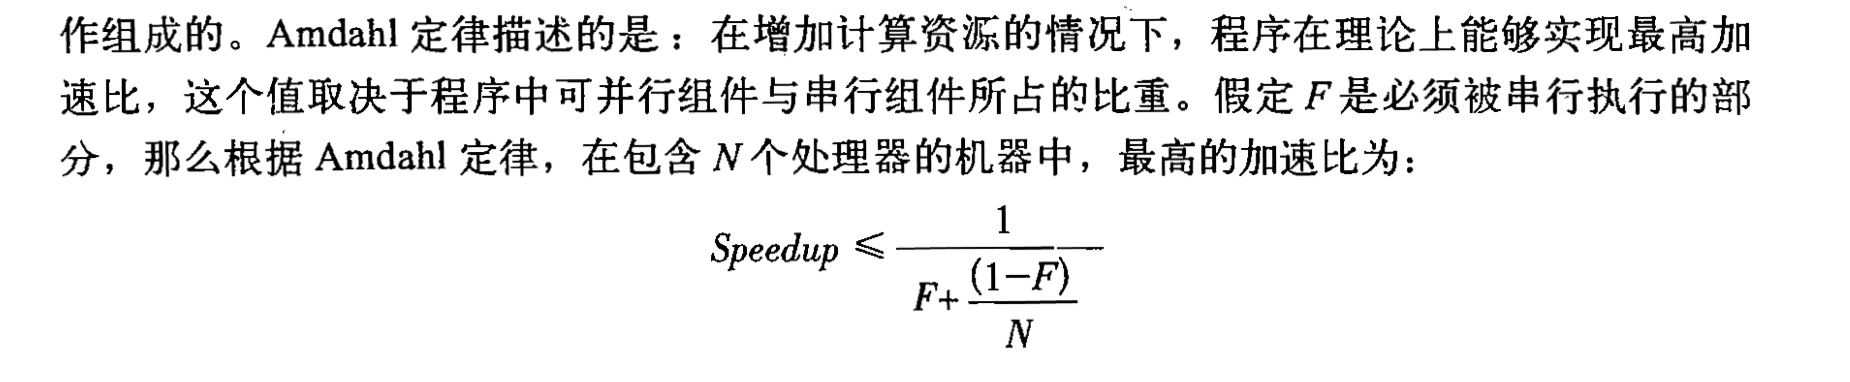 作组成的。Amdahl 定律描述的是：在增加计算资源的情况下，程序在理论上能够实现最高加
速比，这个值取决于程序中可并行组件与串行组件所占的比重。假定 F 是必须被串行执行的部
分，那么根据 Amdahl 定律，在包含 N 个处理器的机器中，最高的加速比为：
Speedup ≤ 1 / (F+ (1−F) / N)